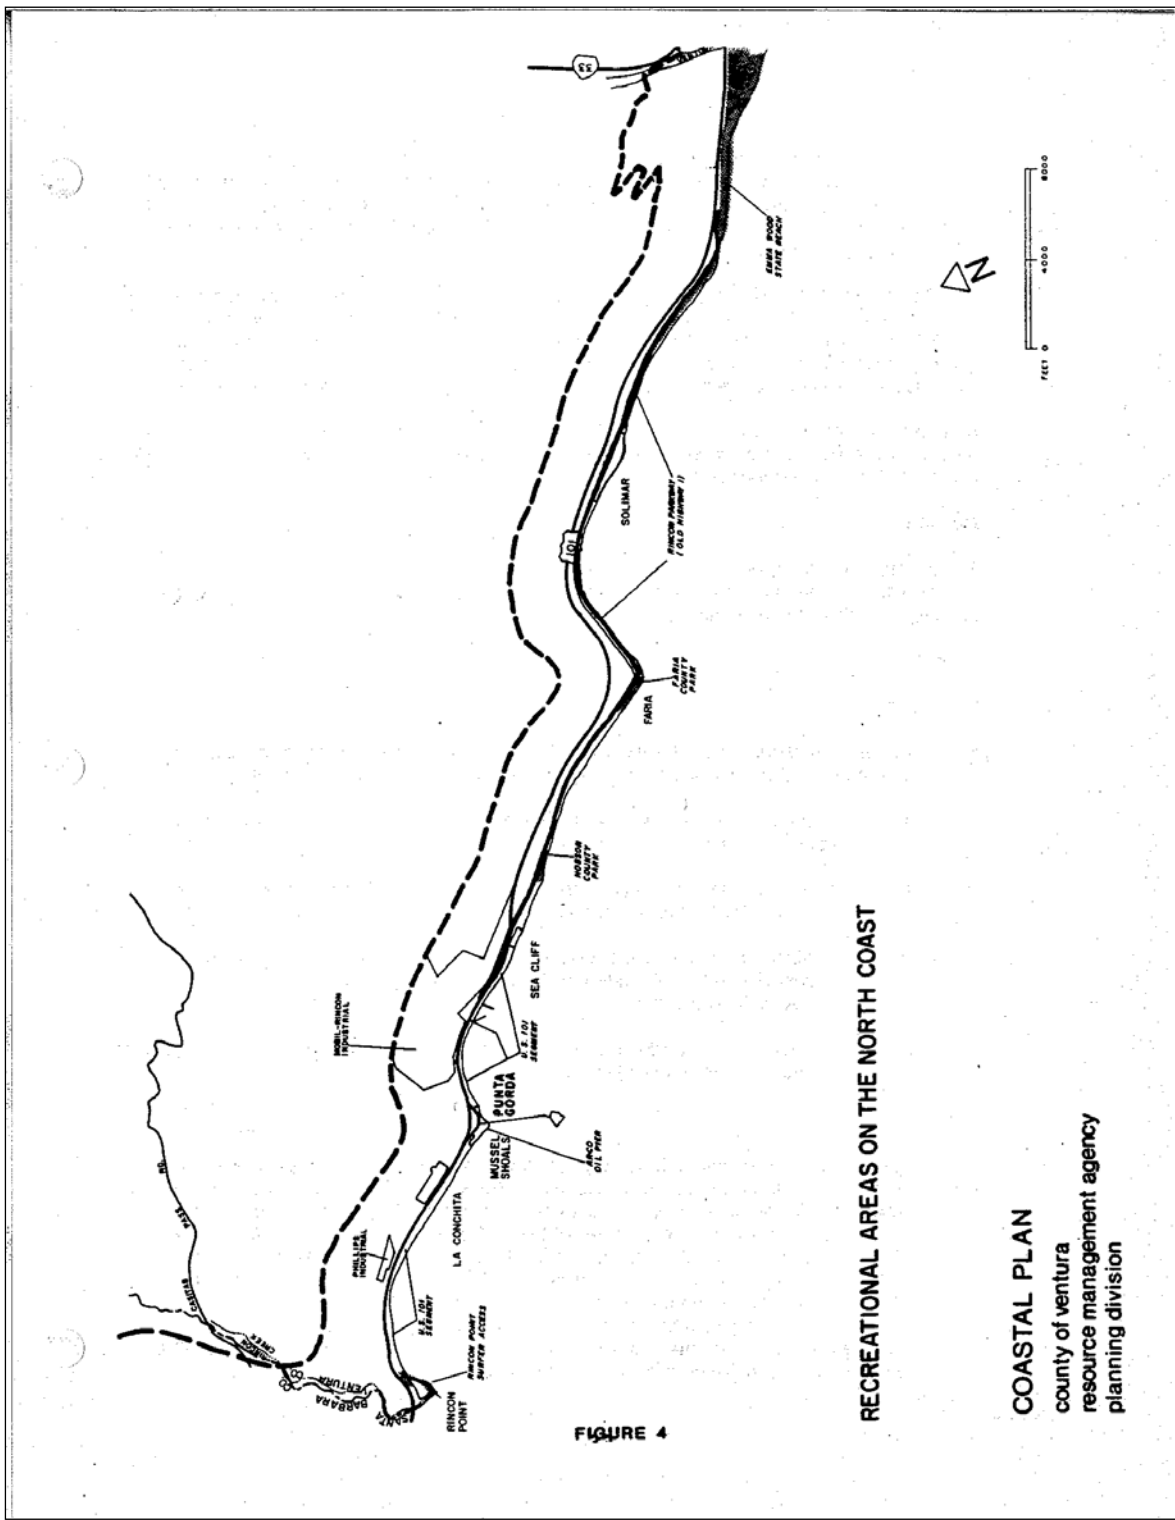 33
EMMA WOOD
STATE BEACH
N
FEET 0 4000 8000
SOLIMAR
RINCON PARKWAY
( OLD HIGHWAY 1)
101
FARIA
COUNTY
PARK
FARIA
HOBSON
COUNTY
PARK
SEA CLIFF
MOBIL-RINCON
INDUSTRIAL
U.S. 101
SEGMENT
PUNTA
GORDA
MUSSEL
SHOALS
ARCO
OIL PIER
LA CONCHITA
PHILLIPS
INDUSTRIAL
U.S. 101
SEGMENT
RINCON POINT
SURFER ACCESS
CASITAS PASS RD.
RINCON
CREEK
VENTURA CO
SANTA BARBARA CO
RINCON
POINT
FIGURE 4
RECREATIONAL AREAS ON THE NORTH COAST
COASTAL PLAN
county of ventura
resource management agency
planning division